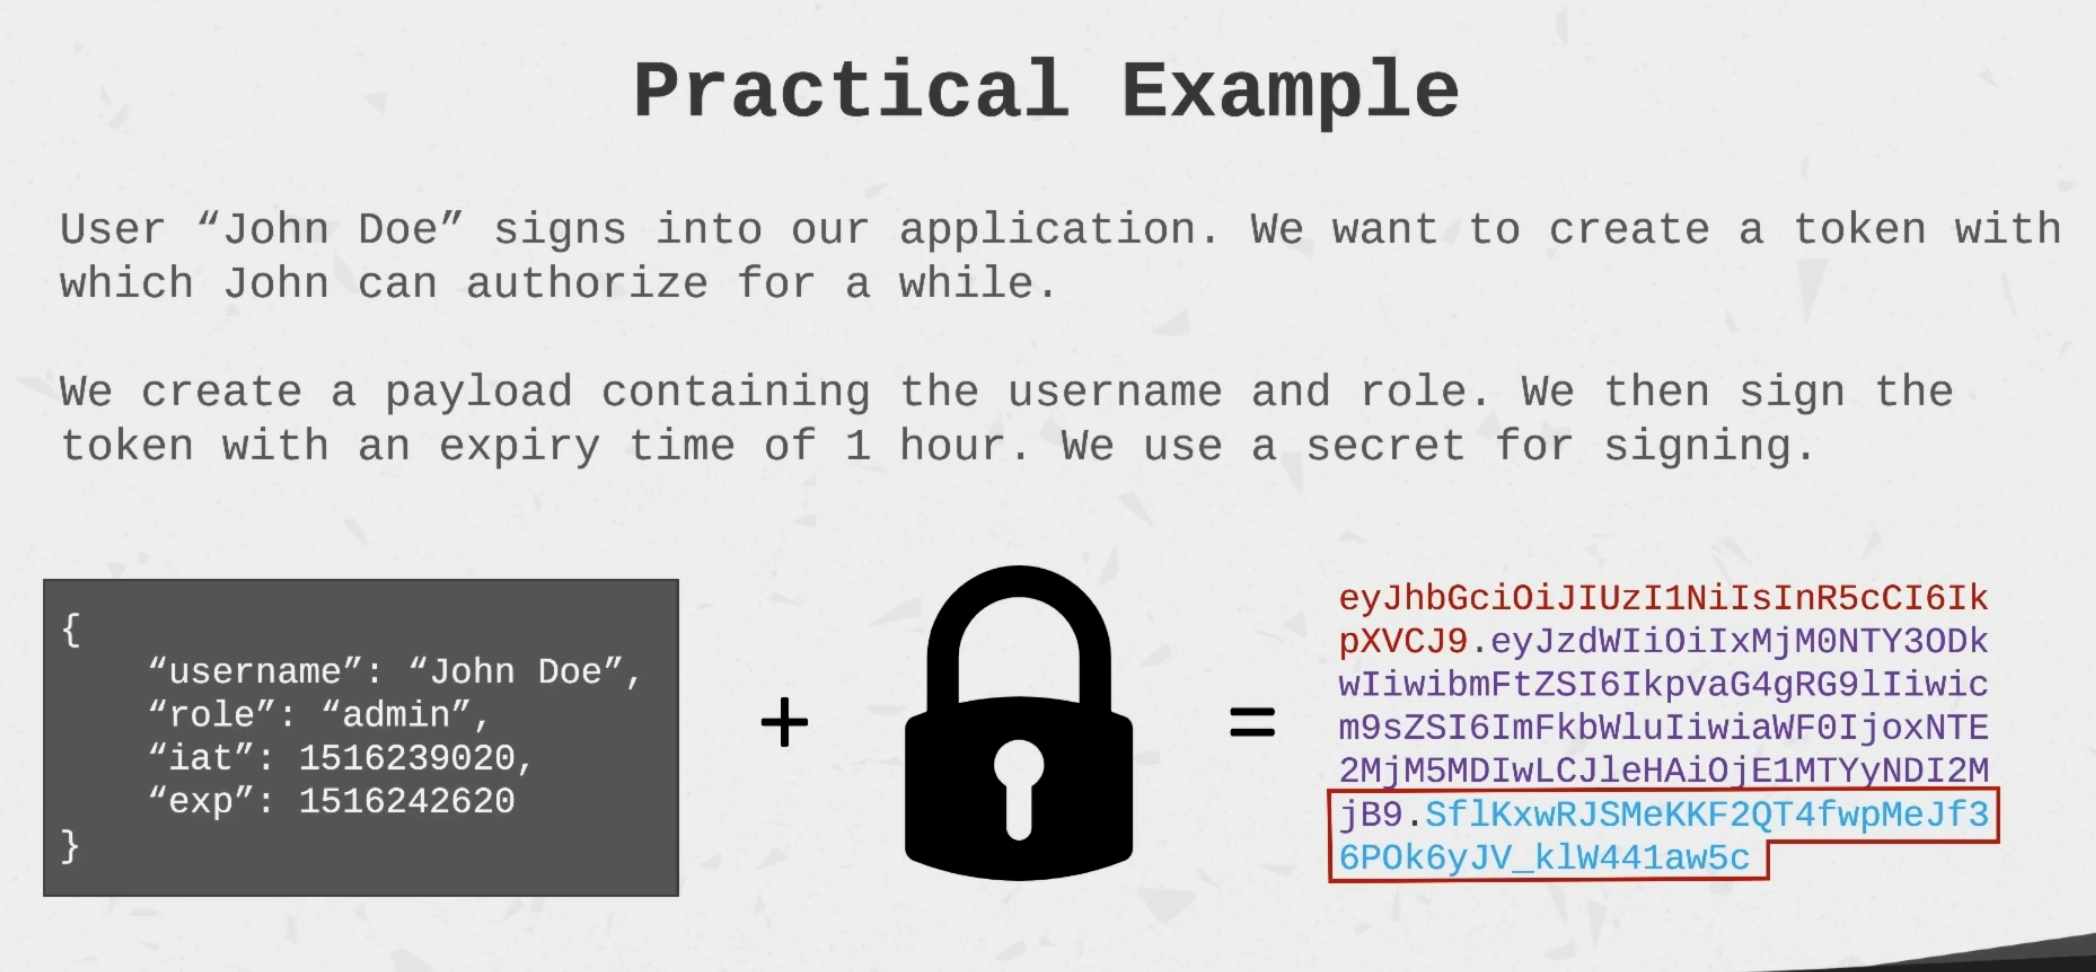 Practical Example
User “John Doe” signs into our application. We want to create a token with
which John can authorize for a while.
We create a payload containing the username and role. We then sign the
token with an expiry time of 1 hour. We use a secret for signing.
{
“username”: “John Doe”,
“role”: “admin”,
“iat”: 1516239020,
“exp”: 1516242620
}
+
=
eyJhbGciOiJIUzI1NiIsInR5cCI6Ik
pXVCJ9.eyJzdWIiOiIxMjM0NTY3ODk
wIiwibmFtZSI6IkpvaG4gRG9lIiwic
m9sZSI6ImFkbWluIiwiaWF0IjoxNTE
2MjM5MDIwLCJleHAiOjE1MTYyNDI2M
jB9.SflKxwRJSMeKKF2QT4fwpMeJf3
6POk6yJV_klW441aw5c